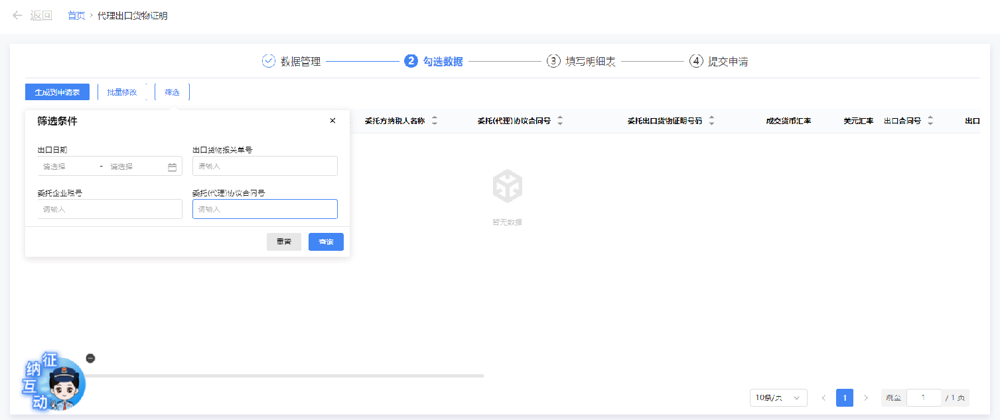 返回 首页 › 代理出口货物证明
数据管理 2 勾选数据 3 填写明细表 4 提交申请
生成到申请表 批量修改 筛选
筛选条件
委托方纳税人名称 委托(代理)协议合同号 委托出口货物证明号码 成交货币汇率 美元汇率 出口合同号 出口
出口日期 出口货物报关单号
请选择 - 请选择 请输入
委托企业税号 委托(代理)协议合同号
请输入 请输入
重置 查询
暂无数据
征纳互动
10条/页 1 跳至 1 / 1 页